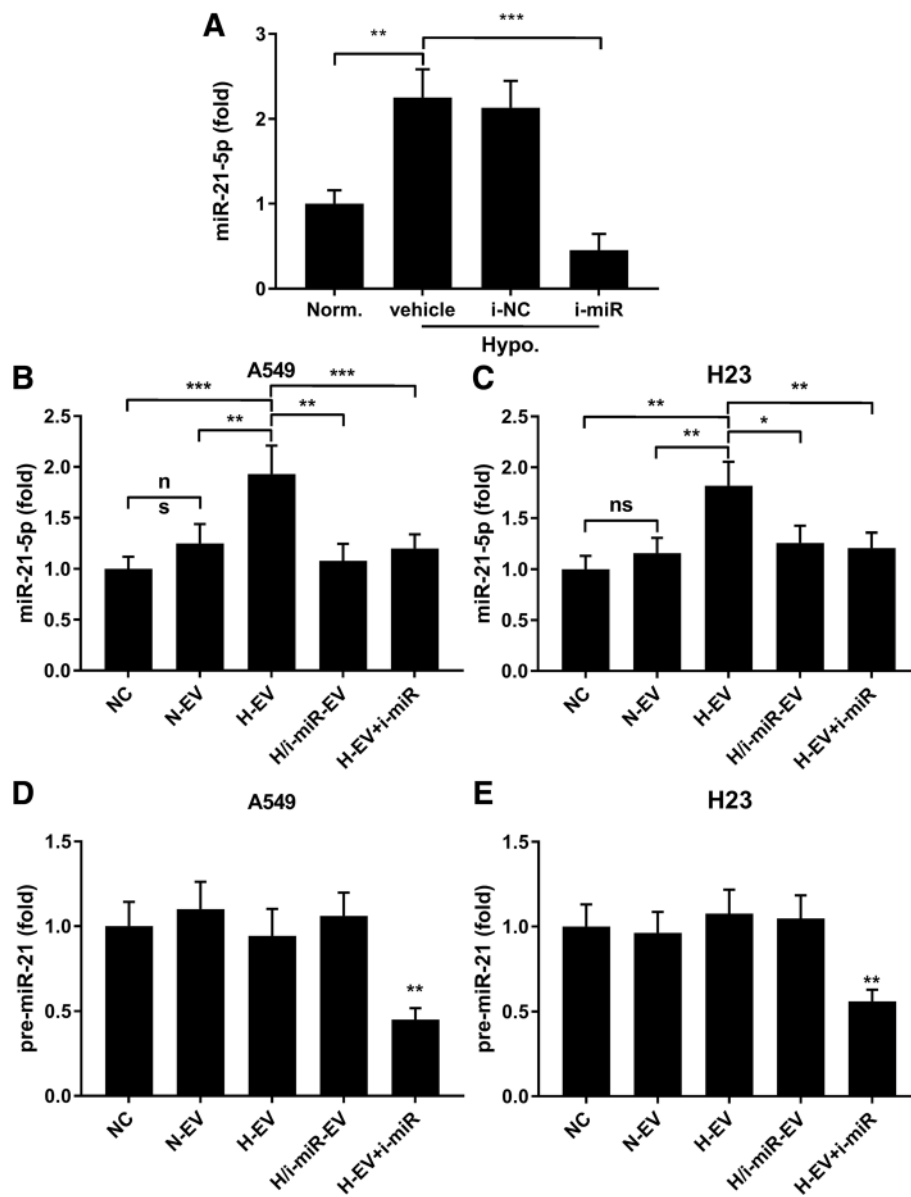 A
** ***
miR-21-5p (fold)
3
2
1
0
Norm. vehicle i-NC i-miR
Hypo.
B A549
*** ***
** **
n
s
miR-21-5p (fold)
2.5
2.0
1.5
1.0
0.5
0.0
NC N-EV H-EV H/i-miR-EV H-EV+i-miR
C H23
** **
** *
ns
miR-21-5p (fold)
2.5
2.0
1.5
1.0
0.5
0.0
NC N-EV H-EV H/i-miR-EV H-EV+i-miR
D A549
pre-miR-21 (fold)
1.5
1.0
0.5
0.0
**
NC N-EV H-EV H/i-miR-EV H-EV+i-miR
E H23
pre-miR-21 (fold)
1.5
1.0
0.5
0.0
**
NC N-EV H-EV H/i-miR-EV H-EV+i-miR